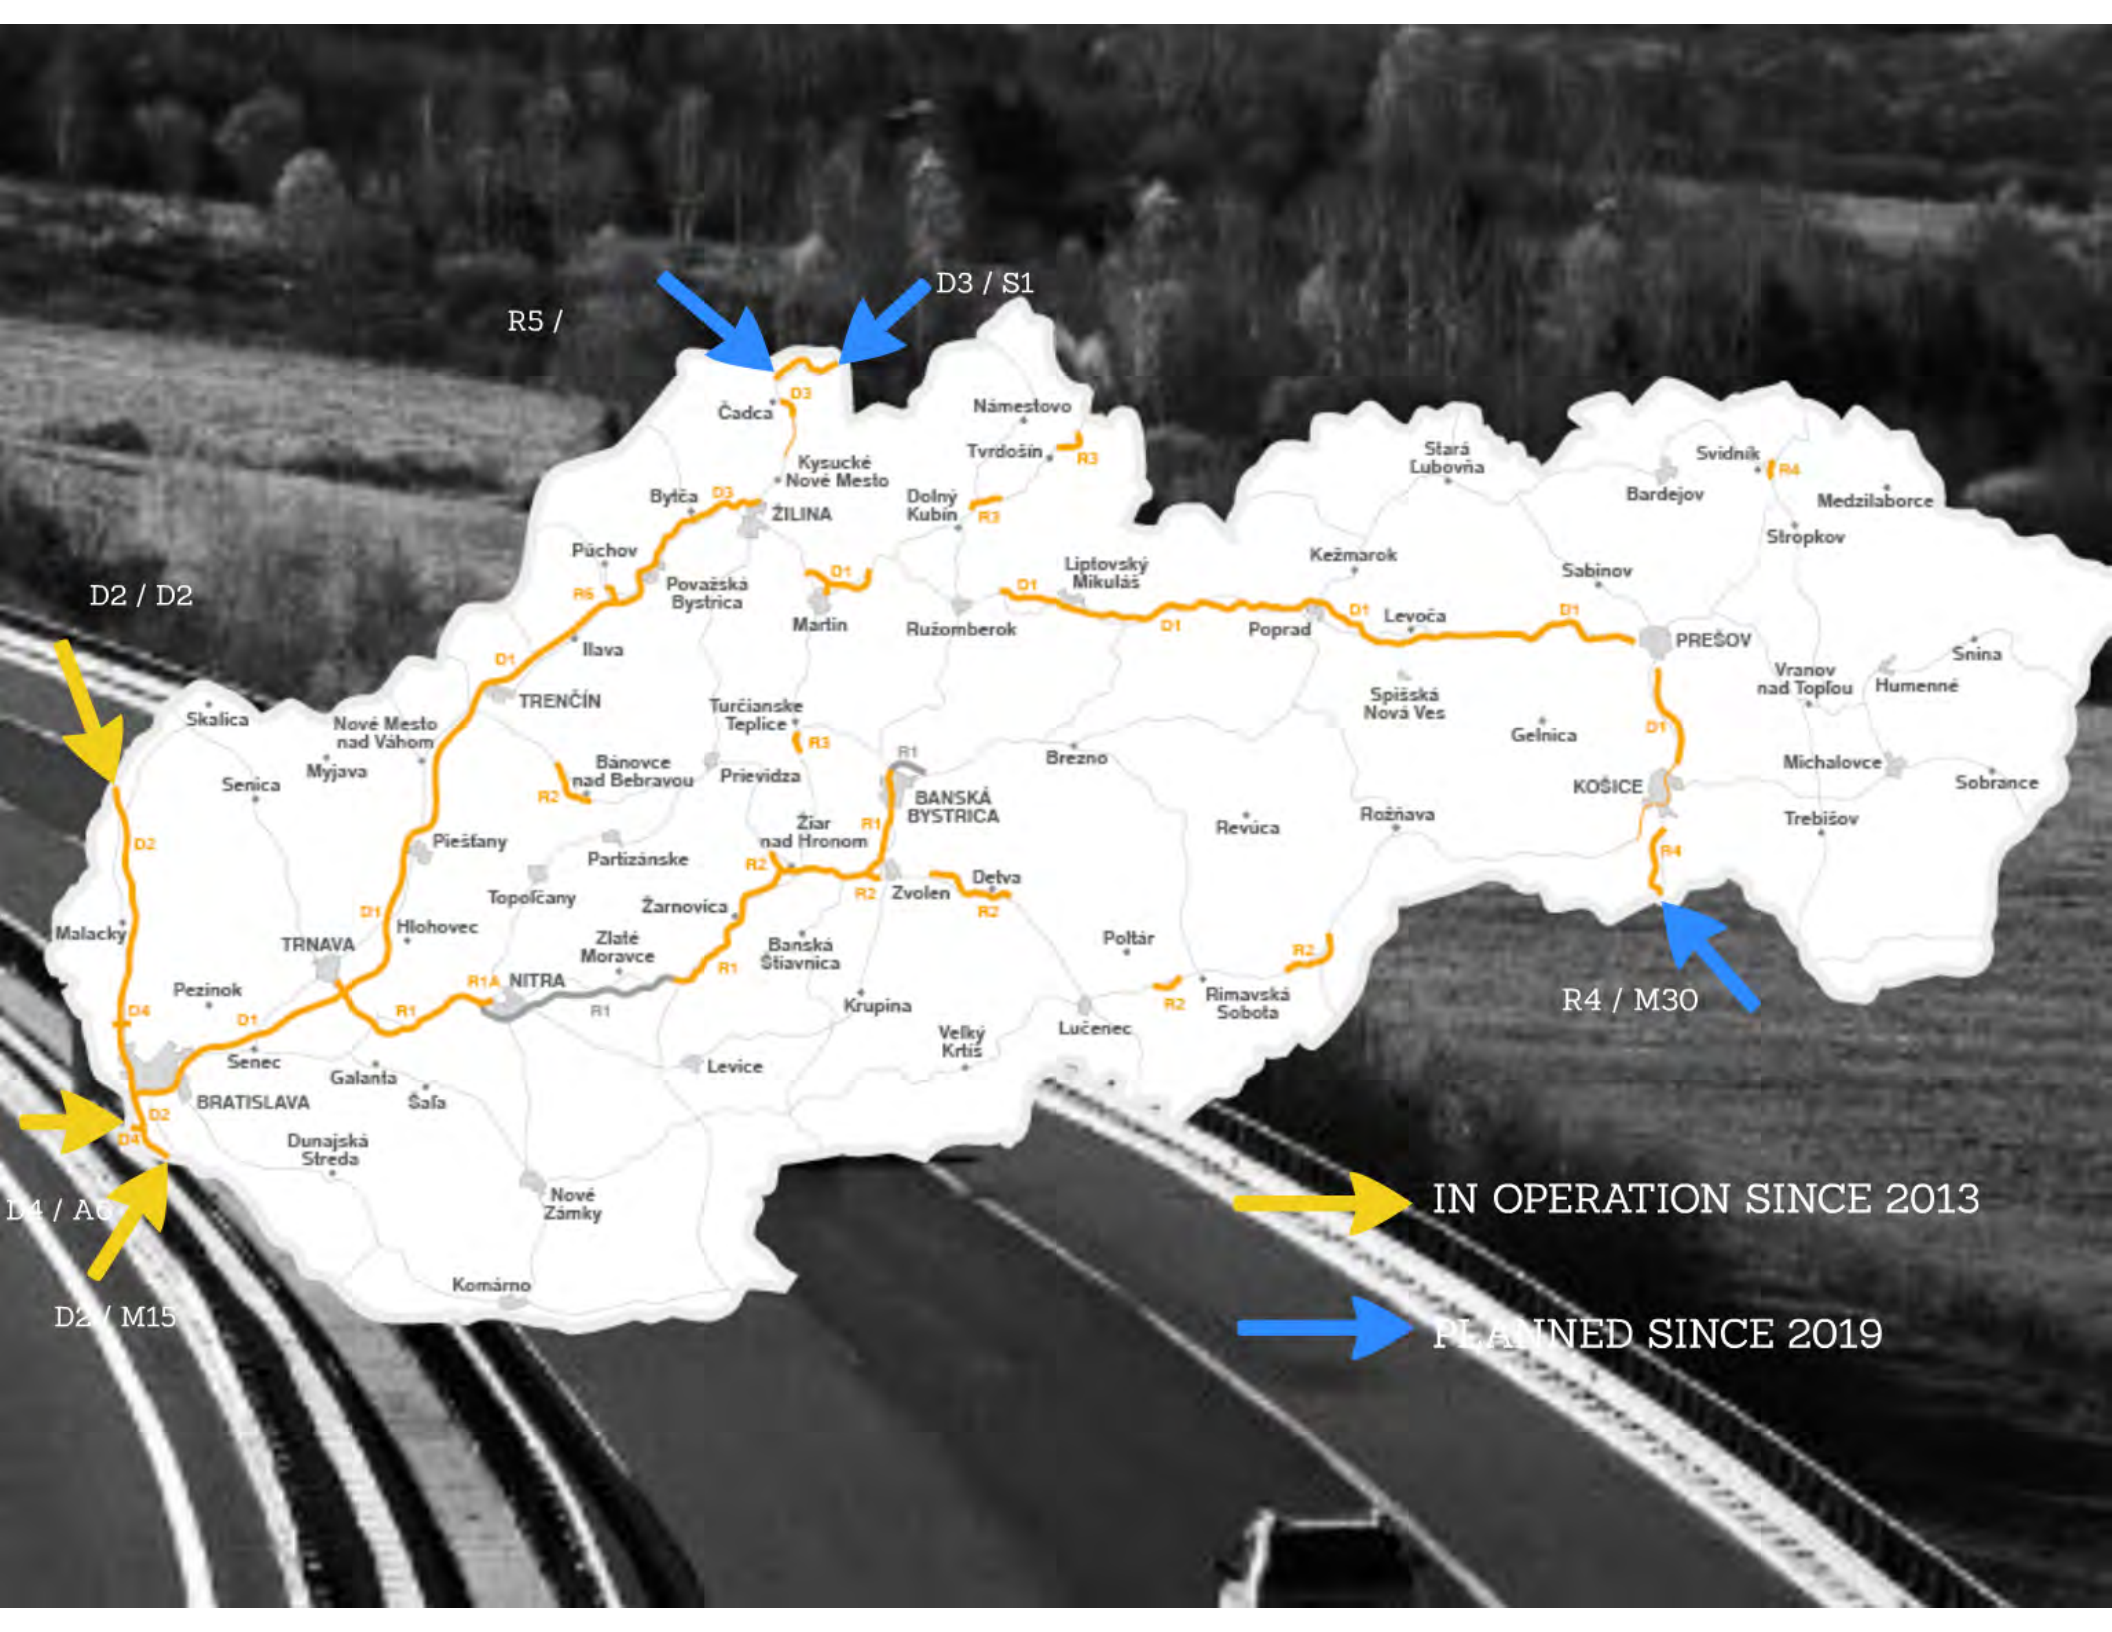 D3 / S1
R5 /
D3
Čadca
Námestovo
Tvrdošín
R3
Stará
Ľubovňa
Svidník
R4
Bardejov
Medzilaborce
Kysucké
Nové Mesto
Bytča
D3
ŽILINA
Dolný
Kubín
R3
Stropkov
Púchov
R6
Považská
Bystrica
D1
Martin
Ružomberok
D1
Liptovský
Mikuláš
D1
Kežmarok
Poprad
D1
Levoča
Sabinov
D1
PREŠOV
D2 / D2
Ilava
D1
TRENČÍN
Snina
Vranov
nad Topľou
Humenné
Spišská
Nová Ves
Gelnica
D1
Skalica
Nové Mesto
nad Váhom
Myjava
Senica
Turčianske
Teplice
R3
Bánovce
nad Bebravou
R2
Prievidza
R1
BANSKÁ
BYSTRICA
Brezno
KOŠICE
Michalovce
Sobrance
Trebišov
D2
Piešťany
Partizánske
Žiar
nad Hronom
R1
R2
Revúca
Rožňava
R4
Topoľčany
Žarnovica
R2
Zvolen
Detva
R2
D1
Hlohovec
Malacky
TRNAVA
Zlaté
Moravce
Banská
Štiavnica
R1
Poltár
R2
Pezinok
R1A
NITRA
R1
Krupina
R2
Rimavská
Sobota
R4 / M30
D4
D1
R1
Senec
Galanta
Šaľa
Levice
Veľký
Krtíš
Lučenec
BRATISLAVA
D2
D4
Dunajská
Streda
Nové
Zámky
Komárno
D4 / A6
D2 / M15
IN OPERATION SINCE 2013
PLANNED SINCE 2019